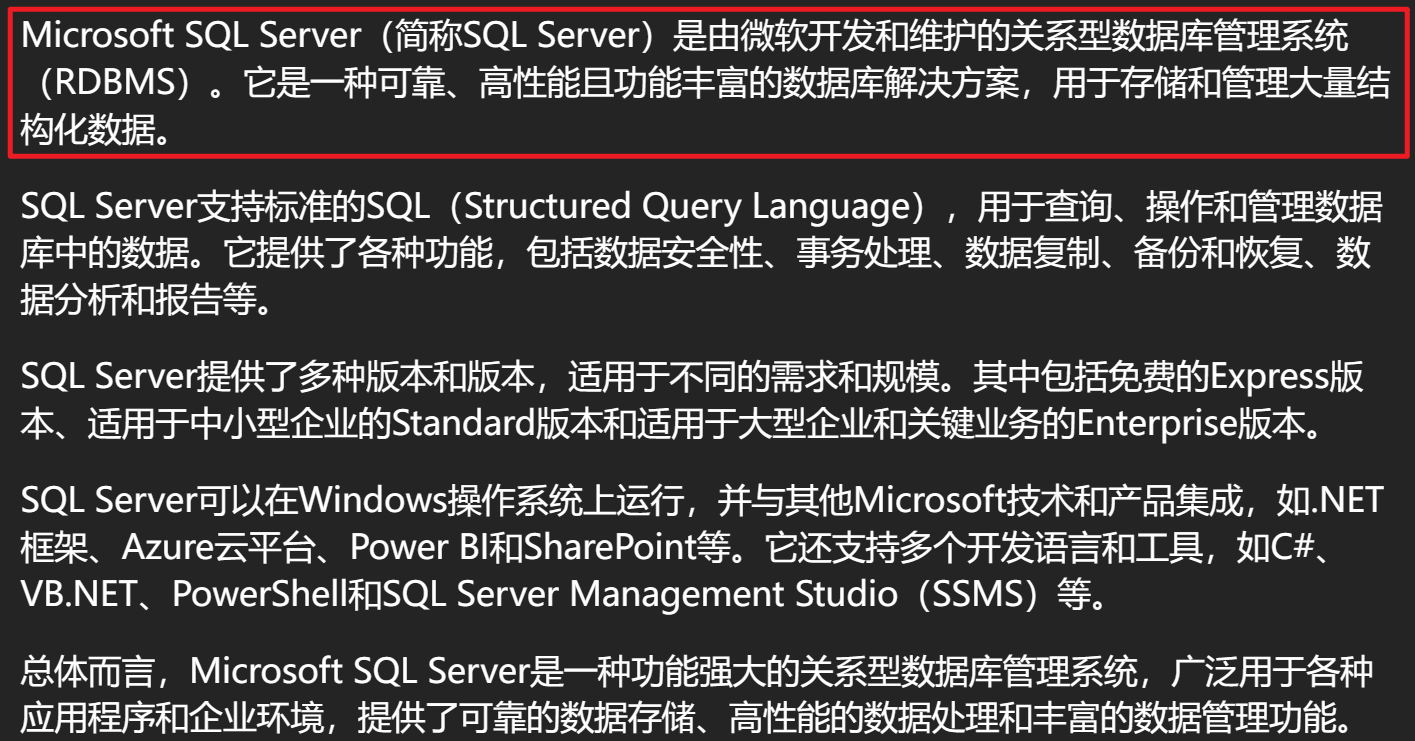 Microsoft SQL Server（简称SQL Server）是由微软开发和维护的关系型数据库管理系统
（RDBMS）。它是一种可靠、高性能且功能丰富的数据库解决方案，用于存储和管理大量结
构化数据。
SQL Server支持标准的SQL（Structured Query Language），用于查询、操作和管理数据
库中的数据。它提供了各种功能，包括数据安全性、事务处理、数据复制、备份和恢复、数
据分析和报告等。
SQL Server提供了多种版本和版本，适用于不同的需求和规模。其中包括免费的Express版
本、适用于中小型企业的Standard版本和适用于大型企业和关键业务的Enterprise版本。
SQL Server可以在Windows操作系统上运行，并与其他Microsoft技术和产品集成，如.NET
框架、Azure云平台、Power BI和SharePoint等。它还支持多个开发语言和工具，如C#、
VB.NET、PowerShell和SQL Server Management Studio（SSMS）等。
总体而言，Microsoft SQL Server是一种功能强大的关系型数据库管理系统，广泛用于各种
应用程序和企业环境，提供了可靠的数据存储、高性能的数据处理和丰富的数据管理功能。